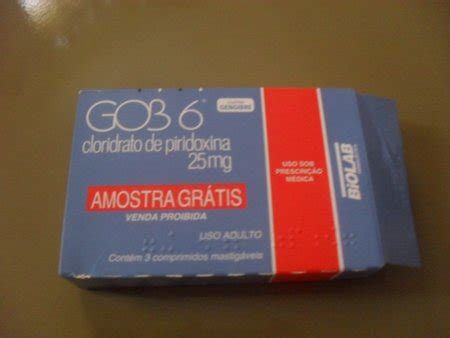 GOB 6
GENGIBRE
cloridrato de piridoxina
25mg
USO SOB
PRESCRIÇÃO
MÉDICA
BIOLAB
AMOSTRA GRÁTIS
VENDA PROIBIDA
USO ADULTO
Contém 3 comprimidos mastigáveis